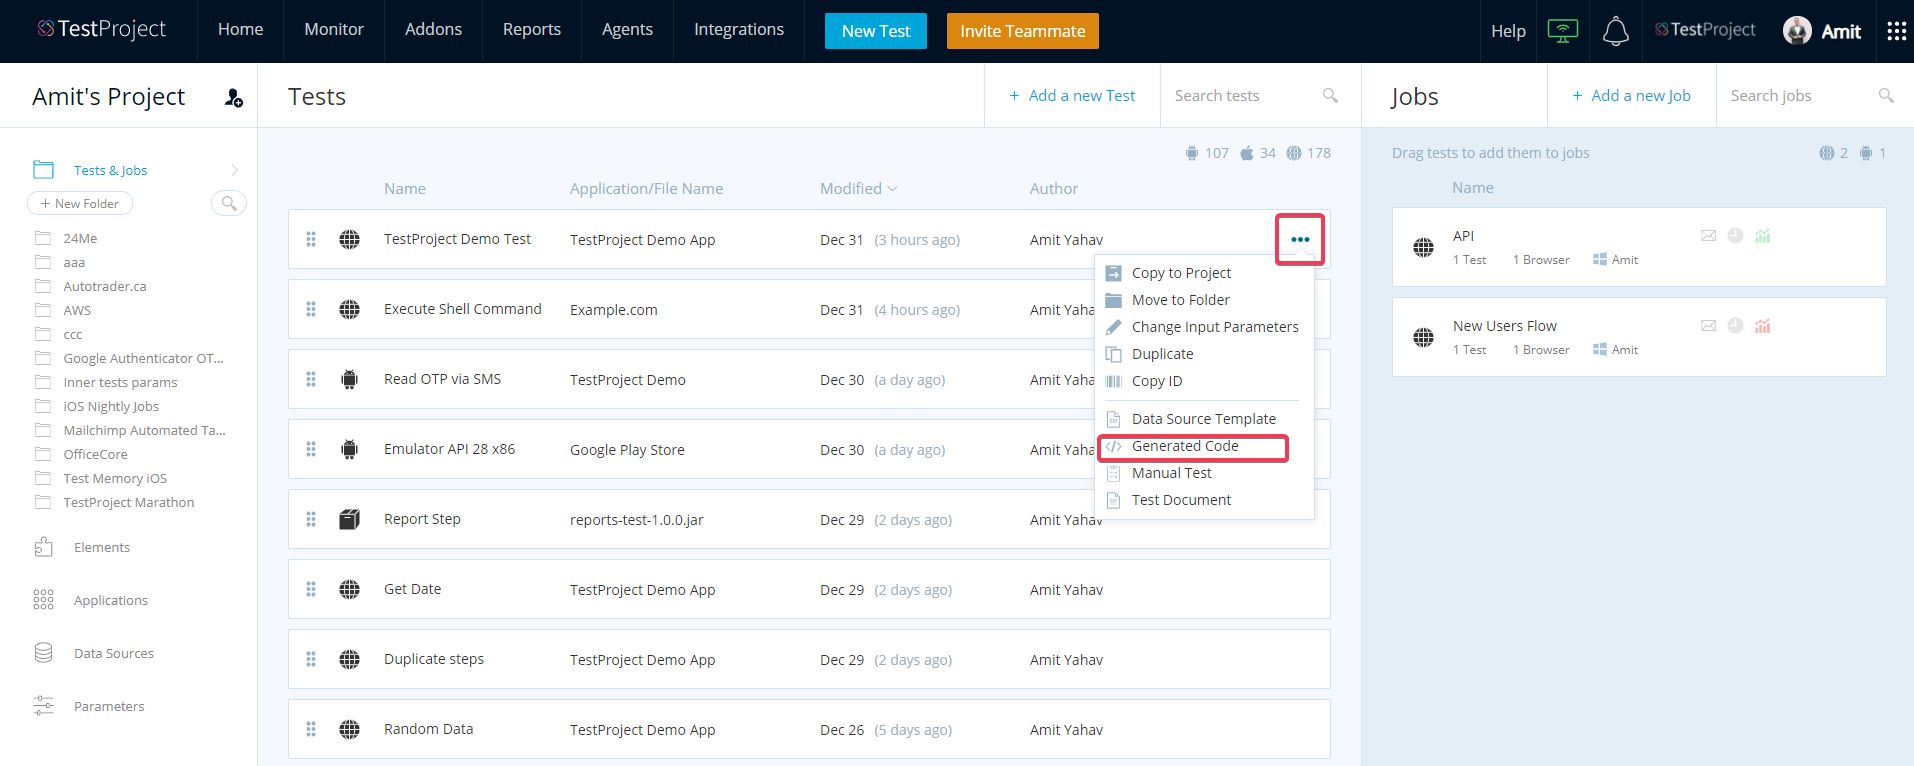 TestProject
Home
Monitor
Addons
Reports
Agents
Integrations
New Test
Invite Teammate
Help
TestProject
Amit
Amit's Project
Tests & Jobs
+ New Folder
24Me
aaa
Autotrader.ca
AWS
ccc
Google Authenticator OT...
Inner tests params
iOS Nightly Jobs
Mailchimp Automated Ta...
OfficeCore
Test Memory iOS
TestProject Marathon
Elements
Applications
Data Sources
Parameters
Tests
+ Add a new Test
Search tests
107 34 178
Name Application/File Name Modified Author
TestProject Demo Test TestProject Demo App Dec 31 (3 hours ago) Amit Yahav
Execute Shell Command Example.com Dec 31 (4 hours ago) Amit Yahav
Read OTP via SMS TestProject Demo Dec 30 (a day ago) Amit Yahav
Emulator API 28 x86 Google Play Store Dec 30 (a day ago) Amit Yahav
Report Step reports-test-1.0.0.jar Dec 29 (2 days ago) Amit Yahav
Get Date TestProject Demo App Dec 29 (2 days ago) Amit Yahav
Duplicate steps TestProject Demo App Dec 29 (2 days ago) Amit Yahav
Random Data TestProject Demo App Dec 26 (5 days ago) Amit Yahav
Copy to Project
Move to Folder
Change Input Parameters
Duplicate
Copy ID
Data Source Template
Generated Code
Manual Test
Test Document
Jobs
+ Add a new Job
Search jobs
Drag tests to add them to jobs
2 1
Name
API
1 Test 1 Browser Amit
New Users Flow
1 Test 1 Browser Amit